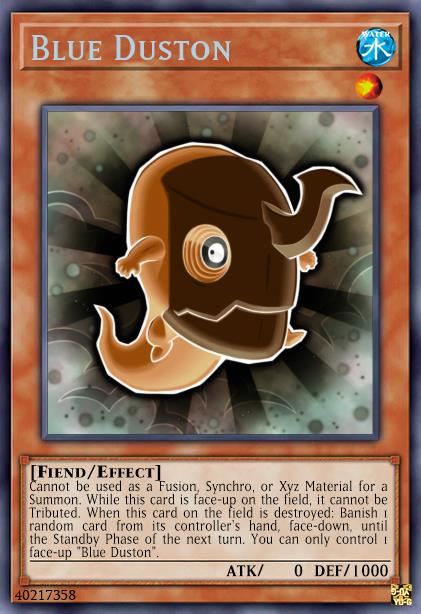 Blue Duston
WATER
水
[Fiend/Effect]
Cannot be used as a Fusion, Synchro, or Xyz Material for a
Summon. While this card is face-up on the field, it cannot be
Tributed. When this card on the field is destroyed: Banish 1
random card from its controller's hand, face-down, until
the Standby Phase of the next turn. You can only control 1
face-up "Blue Duston".
ATK/ 0 DEF/1000
40217358